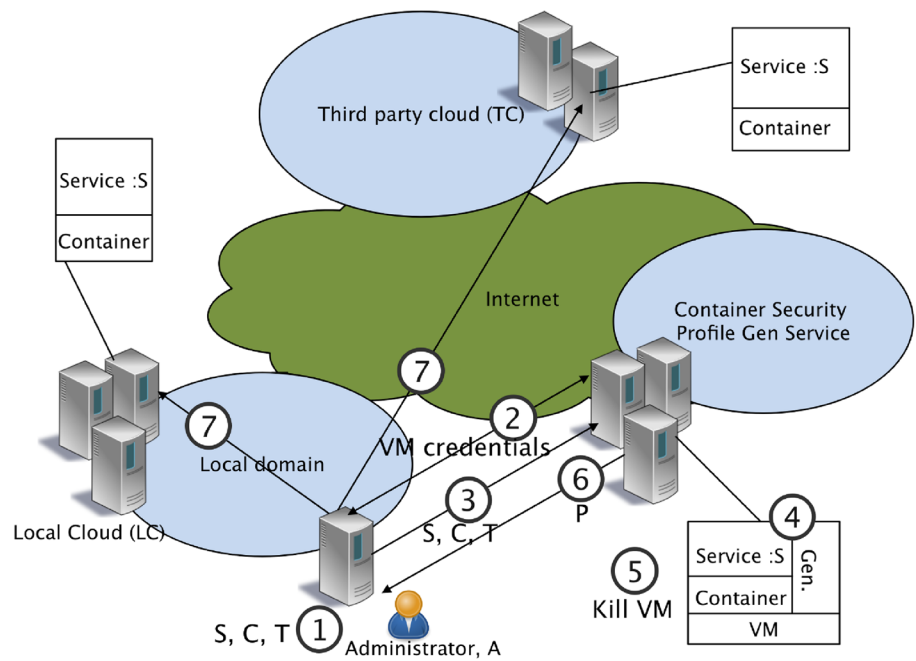 Service :S
Third party cloud (TC)
Container
Service :S
Container
Internet
Container Security
Profile Gen Service
7
2
7
VM credentials
Local domain
3
6
P
S, C, T
4
Local Cloud (LC)
Service :S
Gen.
5
Container
Kill VM
VM
S, C, T
1
Administrator, A